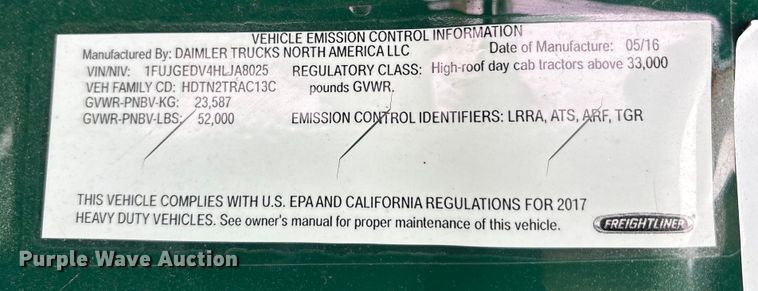 VEHICLE EMISSION CONTROL INFORMATION
Manufactured By: DAIMLER TRUCKS NORTH AMERICA LLC Date of Manufacture: 05/16
VIN/NIV: 1FUJGEDV4HLJA8025 REGULATORY CLASS: High-roof day cab tractors above 33,000
VEH FAMILY CD: HDTN2TRAC13C pounds GVWR.
GVWR-PNBV-KG: 23,587
GVWR-PNBV-LBS: 52,000 EMISSION CONTROL IDENTIFIERS: LRRA, ATS, ARF, TGR
THIS VEHICLE COMPLIES WITH U.S. EPA AND CALIFORNIA REGULATIONS FOR 2017
HEAVY DUTY VEHICLES. See owner's manual for proper maintenance of this vehicle.
FREIGHTLINER
Purple Wave Auction